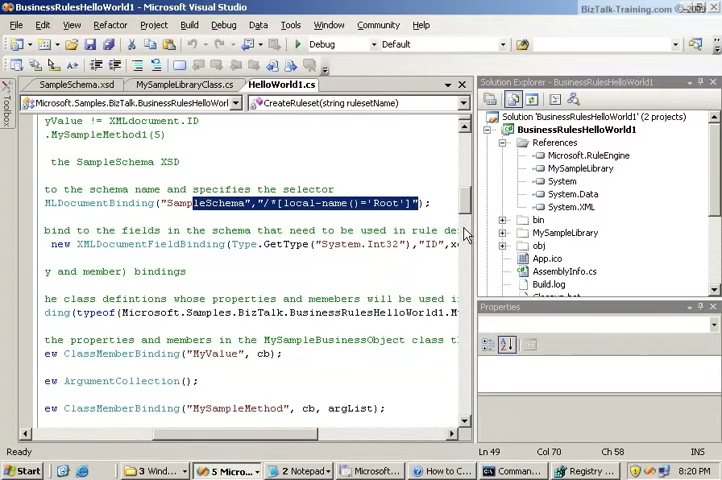 BusinessRulesHelloWorld1 - Microsoft Visual Studio
BizTalk-Training.com © 2009
File Edit View Refactor Project Build Debug Data Tools Window Community Help
Debug Default
SampleSchema.xsd MySampleLibraryClass.cs HelloWorld1.cs
Microsoft.Samples.BizTalk.BusinessRulesHelloWorl CreateRuleset(string rulesetName)
Toolbox
yValue != XMLdocument.ID
.MySampleMethod1(5)
the SampleSchema XSD
to the schema name and specifies the selector
MLDocumentBinding("SampleSchema","/*[local-name()='Root']");
bind to the fields in the schema that need to be used in rule de
new XMLDocumentFieldBinding(Type.GetType("System.Int32"),"ID",x
y and member) bindings
he class defintions whose properties and memebers will be used i
ding(typeof(Microsoft.Samples.BizTalk.BusinessRulesHelloWorld1.M
the properties and members in the MySampleBusinessObject class t
ew ClassMemberBinding("MyValue", cb);
ew ArgumentCollection();
ew ClassMemberBinding("MySampleMethod", cb, argList);
Solution Explorer - BusinessRulesHelloWorld1
Solution 'BusinessRulesHelloWorld1' (2 projects)
BusinessRulesHelloWorld1
References
Microsoft.RuleEngine
MySampleLibrary
System
System.Data
System.XML
bin
MySampleLibrary
obj
App.ico
AssemblyInfo.cs
Build.log
Properties
Ready Ln 49 Col 70 Ch 58 INS
Start 3 Wind... 5 Micro... 2 Notepad Microsoft... How to C... Comman... Registry ... 8:20 PM